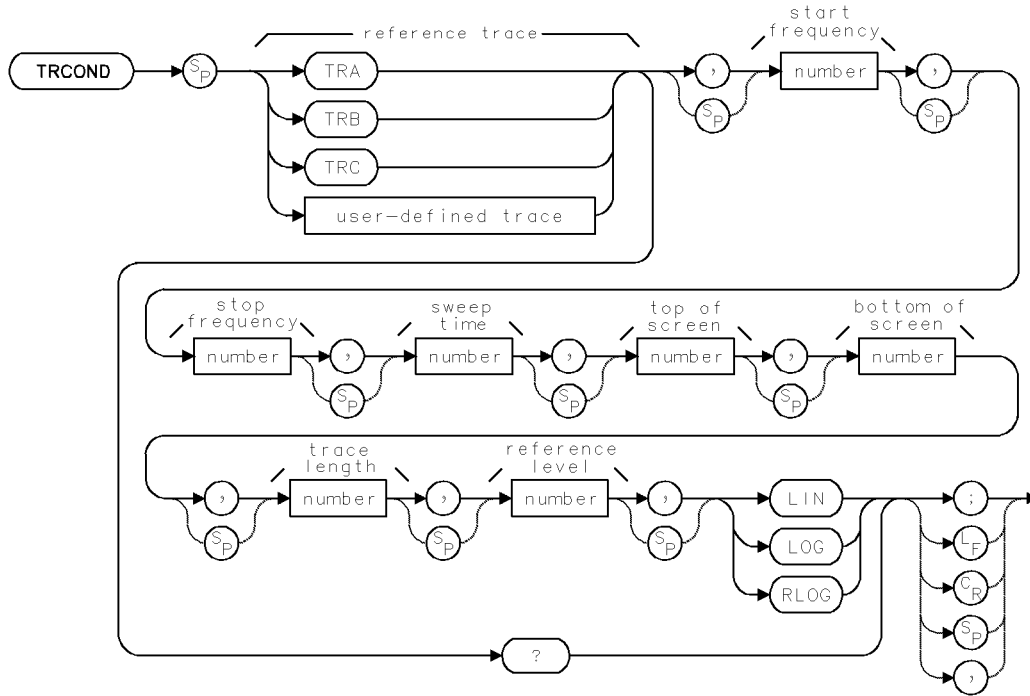 reference trace
start
frequency
TRCOND
SP
TRA
,
number
,
SP
SP
TRB
TRC
user-defined trace
stop
frequency
sweep
time
top of
screen
bottom of
screen
number
,
number
,
number
,
number
SP
SP
SP
trace
length
reference
level
,
number
,
number
,
LIN
;
SP
SP
SP
LOG
LF
RLOG
CR
SP
?
,